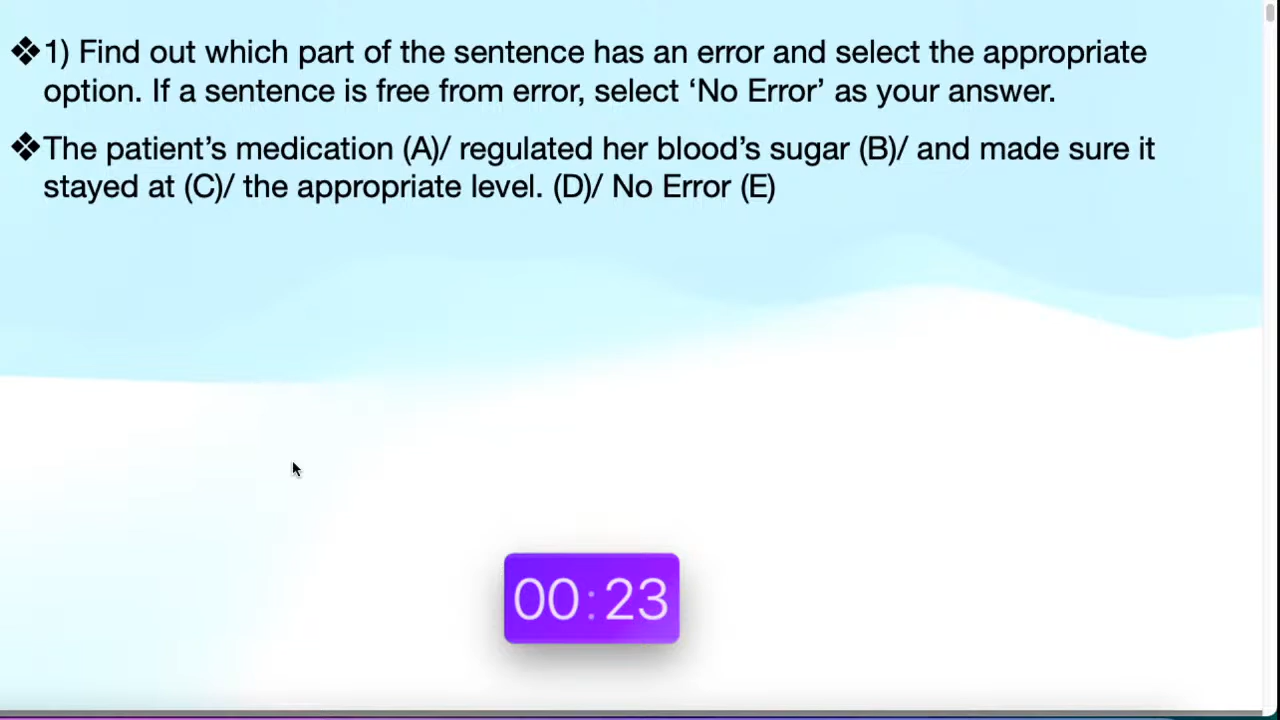 ❖1) Find out which part of the sentence has an error and select the appropriate
option. If a sentence is free from error, select ‘No Error’ as your answer.
❖The patient’s medication (A)/ regulated her blood’s sugar (B)/ and made sure it
stayed at (C)/ the appropriate level. (D)/ No Error (E)
00:23